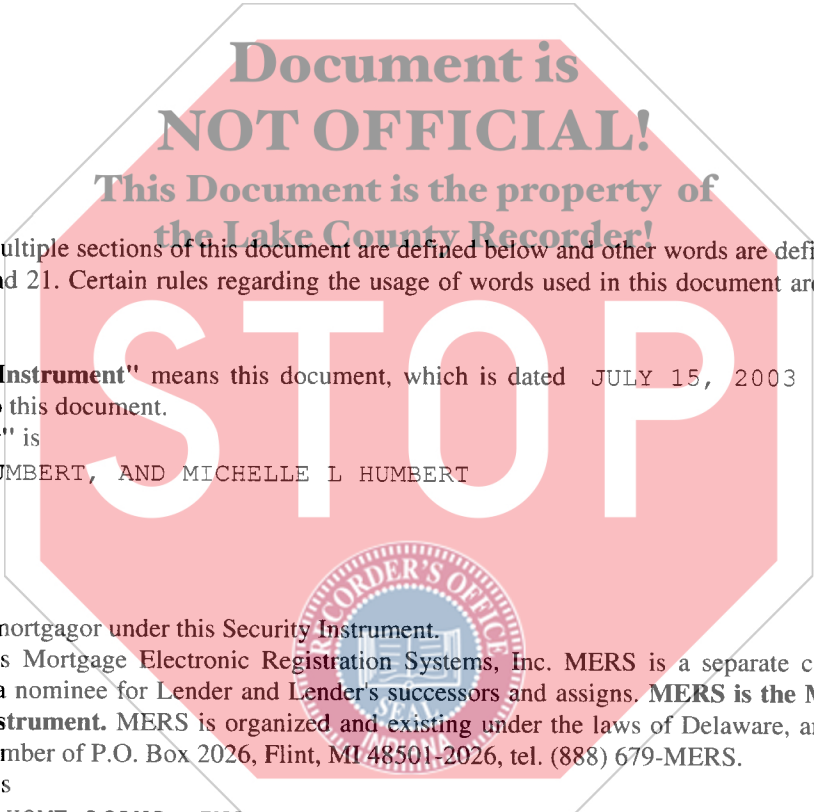 Document is
NOT OFFICIAL!
This Document is the property of
the Lake County Recorder!
ultiple sections of this document are defined below and other words are defi
d 21. Certain rules regarding the usage of words used in this document ar
STOP
Instrument" means this document, which is dated JULY 15, 2003
this document.
" is
UMBERT, AND MICHELLE L HUMBERT
RECORDER'S OFFICE
SEAL
INDIANA
mortgagor under this Security Instrument.
s Mortgage Electronic Registration Systems, Inc. MERS is a separate c
a nominee for Lender and Lender's successors and assigns. MERS is the M
strument. MERS is organized and existing under the laws of Delaware, a
mber of P.O. Box 2026, Flint, MI 48501-2026, tel. (888) 679-MERS.
s